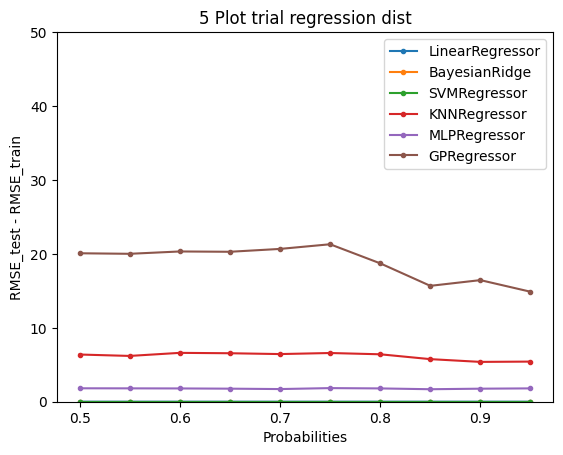 5 Plot trial regression dist
RMSE_test - RMSE_train
50
40
30
20
10
0
LinearRegressor
BayesianRidge
SVMRegressor
KNNRegressor
MLPRegressor
GPRegressor
0.5 0.6 0.7 0.8 0.9
Probabilities